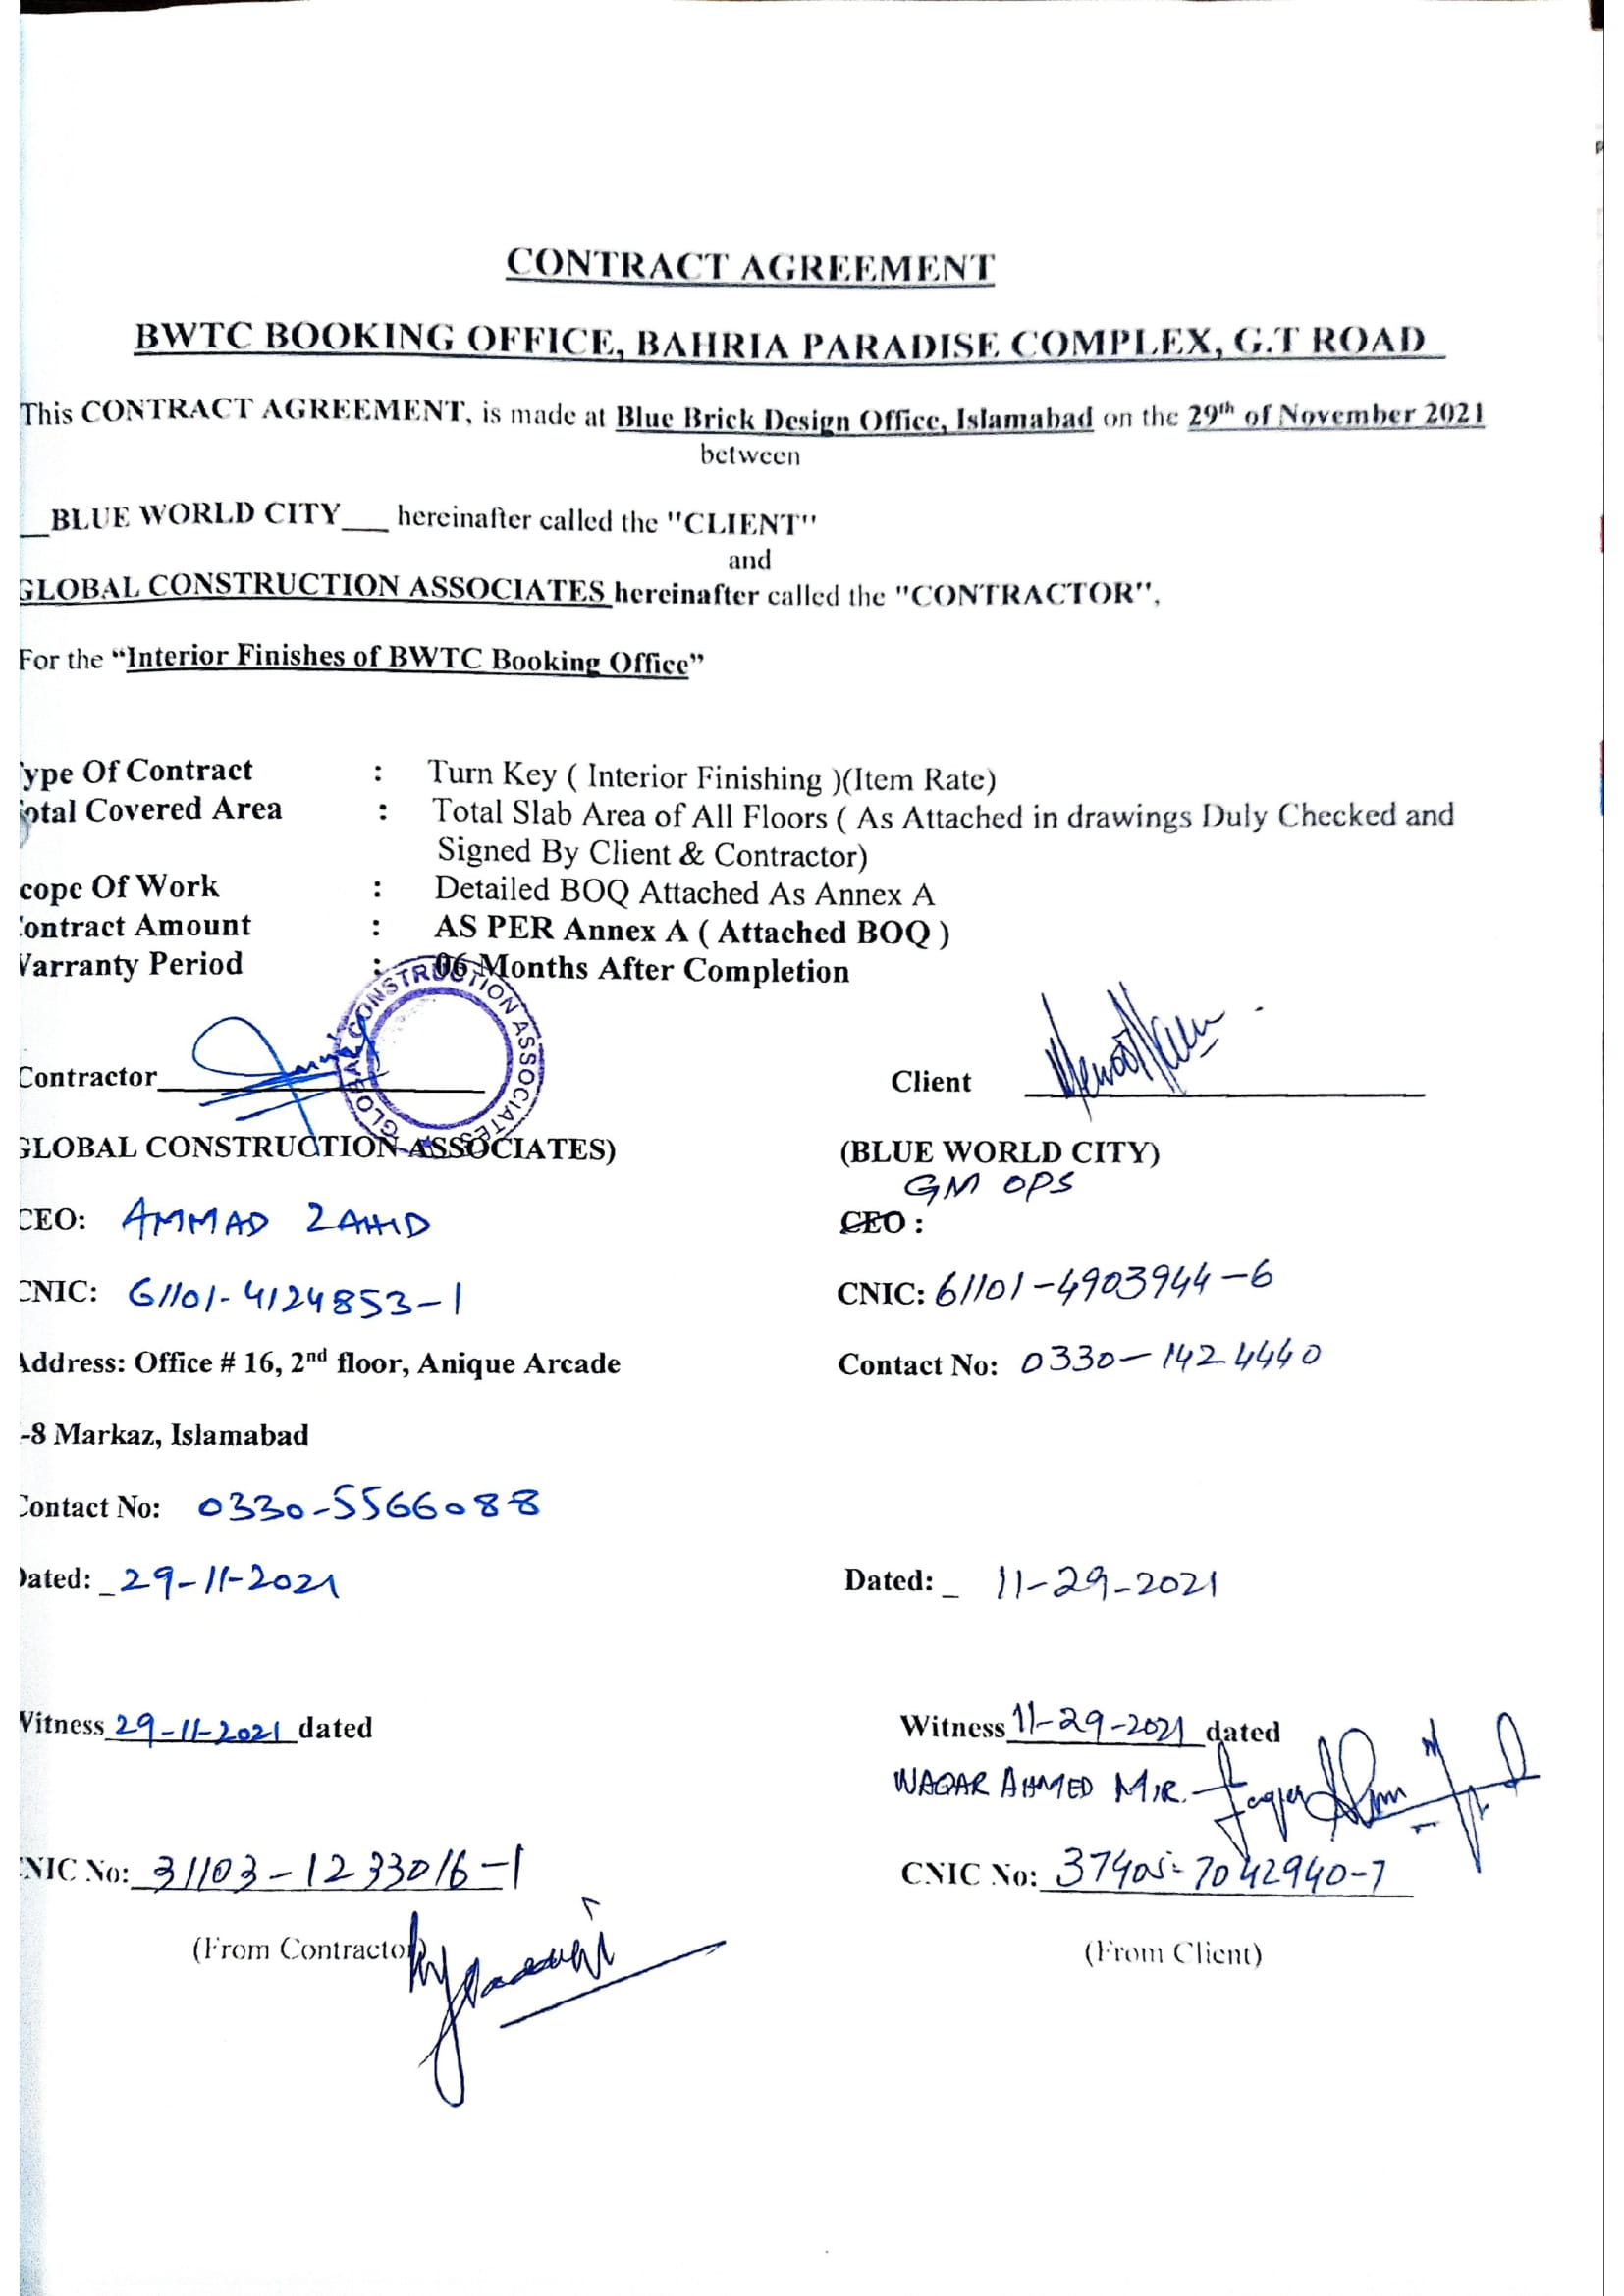 CONTRACT AGREEMENT
BWTC BOOKING OFFICE, BAHRIA PARADISE COMPLEX, G.T ROAD
This CONTRACT AGREEMENT, is made at Blue Brick Design Office, Islamabad on the 29th of November 2021
between
__BLUE WORLD CITY___ hereinafter called the "CLIENT"
and
GLOBAL CONSTRUCTION ASSOCIATES hereinafter called the "CONTRACTOR",
For the “Interior Finishes of BWTC Booking Office”
ype Of Contract : Turn Key ( Interior Finishing )(Item Rate)
otal Covered Area : Total Slab Area of All Floors ( As Attached in drawings Duly Checked and
Signed By Client & Contractor)
cope Of Work : Detailed BOQ Attached As Annex A
ontract Amount : AS PER Annex A ( Attached BOQ )
Warranty Period : 06 Months After Completion
GLOBAL CONSTRUCTION ASSOCIATES
Contractor Client
GLOBAL CONSTRUCTION ASSOCIATES) (BLUE WORLD CITY)
GM OPS
CEO: AMMAD ZAHID CEO :
CNIC: 61101-4124853-1 CNIC: 61101-4903944-6
Address: Office # 16, 2nd floor, Anique Arcade Contact No: 0330-1424440
-8 Markaz, Islamabad
Contact No: 0330-5566088
Dated: _ 29-11-2021 Dated: _ 11-29-2021
Witness 29-11-2021 dated Witness 11-29-2021 dated
WAQAR AHMED MIR.
NIC No: 31103-1233016-1 CNIC No: 37405-7042940-7
(From Contractor) (From Client)